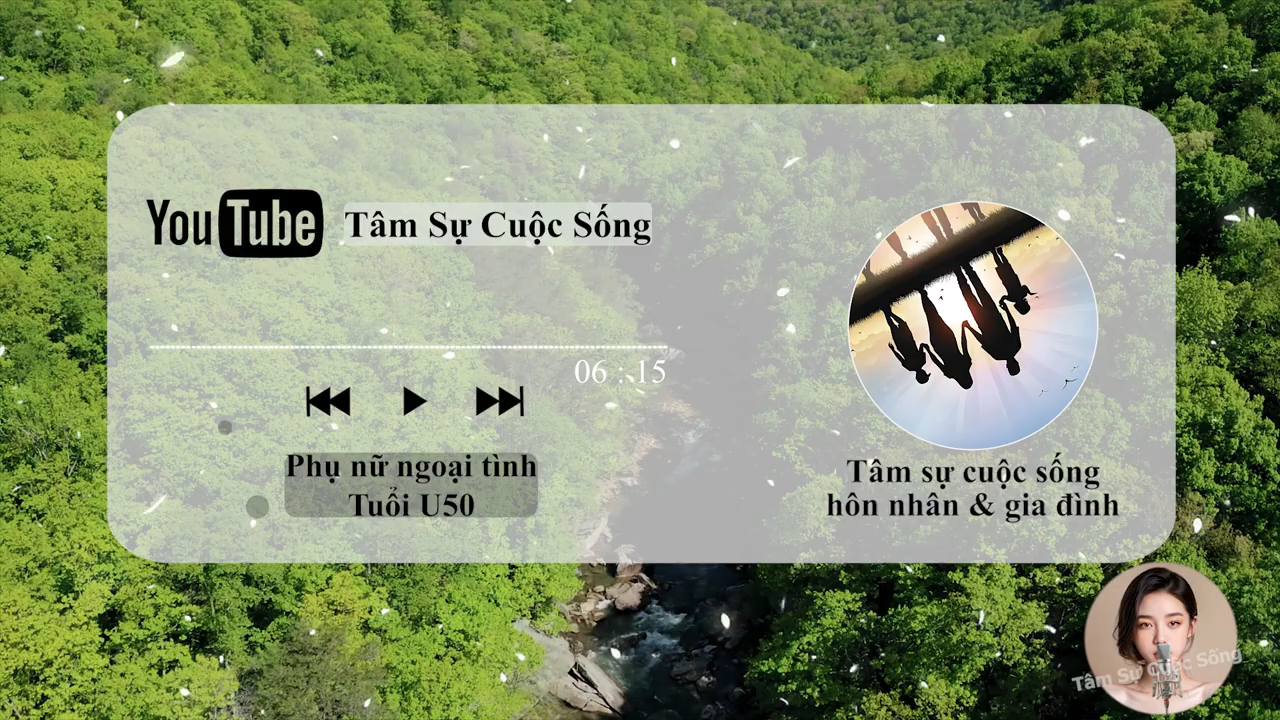 YouTube Tâm Sự Cuộc Sống
06 : 15
Phụ nữ ngoại tình
Tuổi U50
Tâm sự cuộc sống
hôn nhân & gia đình
Tâm Sự Cuộc Sống